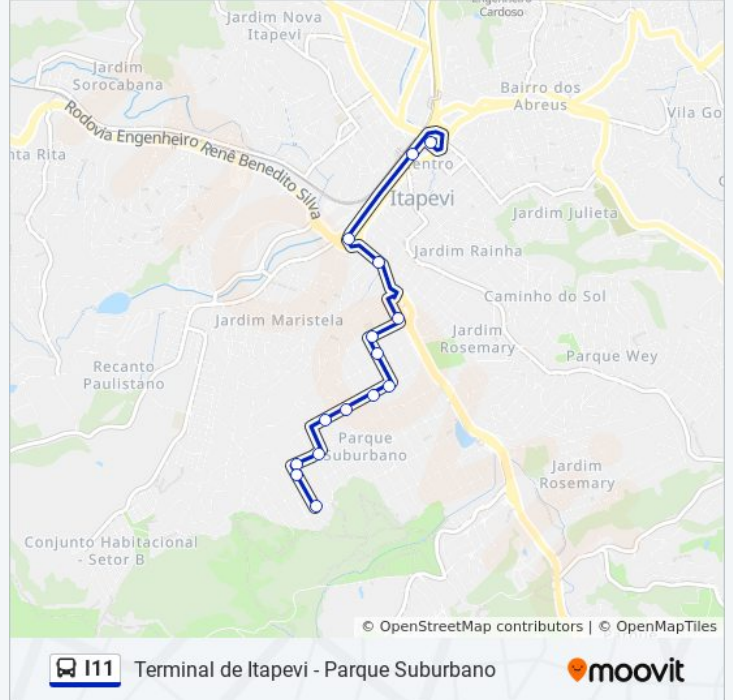 Engenheiro
Cardoso
Jardim Nova
Itapevi
Jardim
Sorocabana
Bairro dos
Abreus
Vila Go
Rodovia Engenheiro Renê Benedito Silva
nta Rita
entro
Itapevi
Jardim Julieta
Jardim Rainha
Caminho do Sol
Jardim Maristela
Jardim
Rosemary
Parque Wey
Recanto
Paulistano
Parque
Suburbano
Jardim
Rosemary
Conjunto Habitacional
- Setor B
© OpenStreetMap contributors | © OpenMapTiles
I11 Terminal de Itapevi - Parque Suburbano
moovit